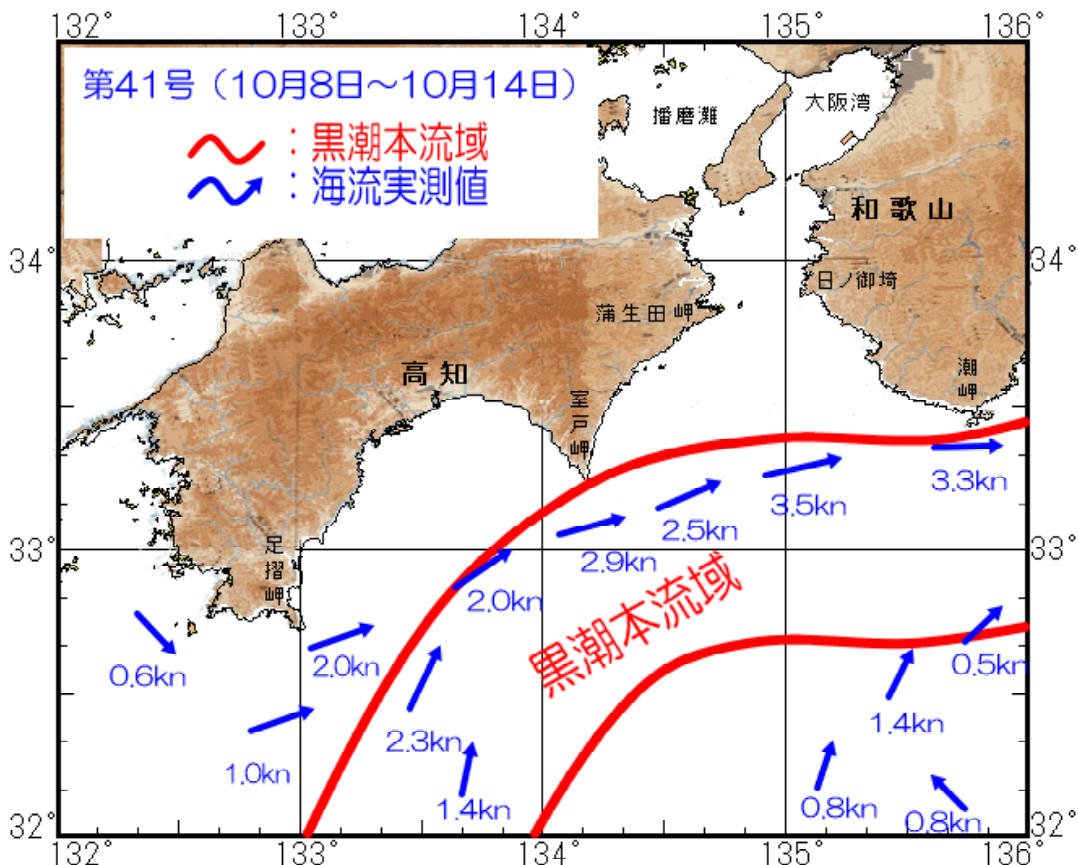 132° 133° 134° 135° 136°
第41号（10月8日～10月14日）
：黒潮本流域
：海流実測値
播磨灘
大阪湾
和歌山
34° 34°
日ノ御埼
蒲生田岬
高知
潮岬
室戸岬
3.3kn
3.5kn
2.5kn
2.9kn
33° 33°
足摺岬
2.0kn
黒潮本流域
2.0kn
0.6kn
0.5kn
1.4kn
2.3kn
1.0kn
1.4kn
0.8kn
0.8kn
32° 32°
132° 133° 134° 135° 136°